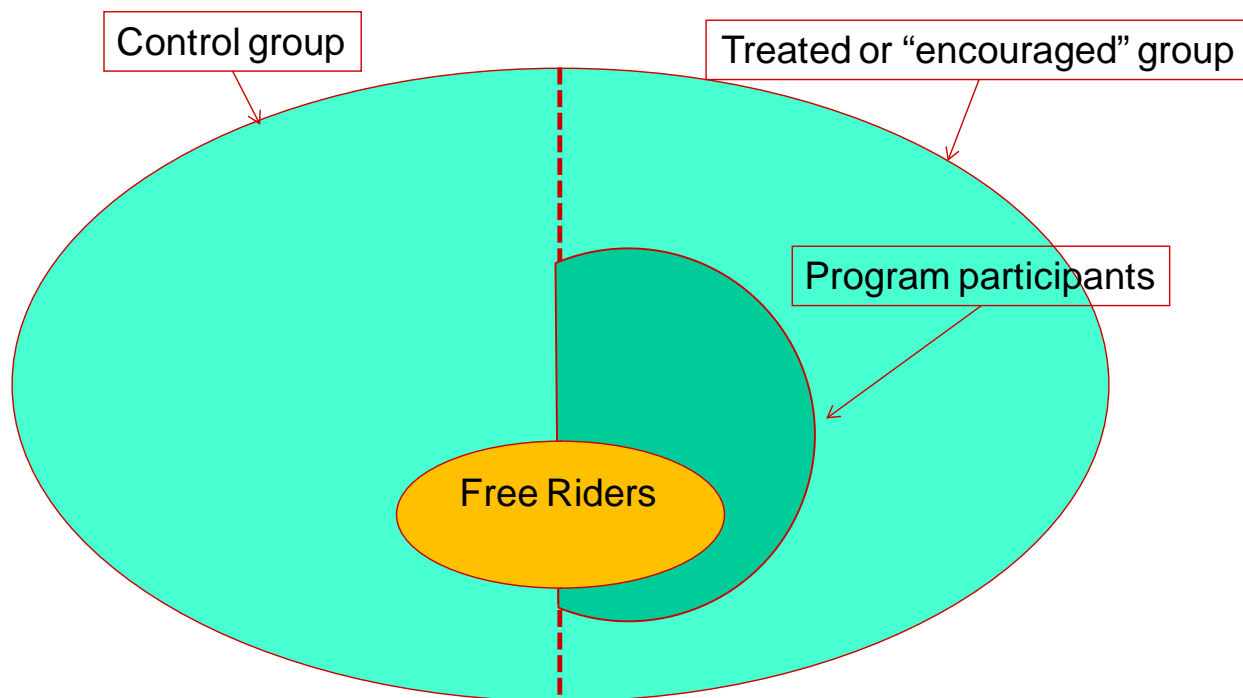 Control group
Treated or “encouraged” group
Program participants
Free Riders